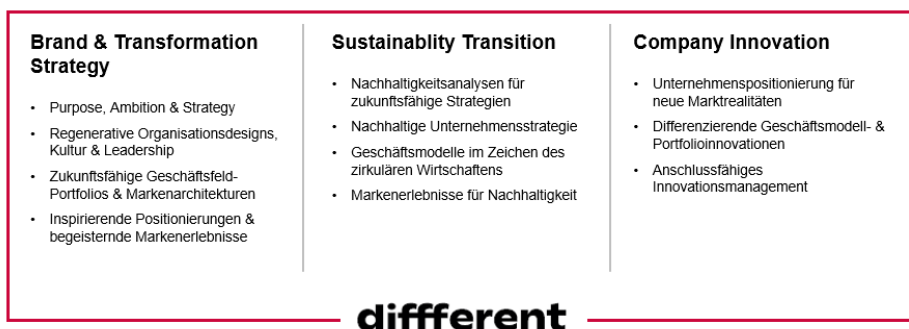 Brand & Transformation
Strategy
• Purpose, Ambition & Strategy
• Regenerative Organisationsdesigns,
Kultur & Leadership
• Zukunftsfähige Geschäftsfeld-
Portfolios & Markenarchitekturen
• Inspirierende Positionierungen &
begeisternde Markenerlebnisse
Sustainablity Transition
• Nachhaltigkeitsanalysen für
zukunftsfähige Strategien
• Nachhaltige Unternehmensstrategie
• Geschäftsmodelle im Zeichen des
zirkulären Wirtschaftens
• Markenerlebnisse für Nachhaltigkeit
Company Innovation
• Unternehmenspositionierung für
neue Marktrealitäten
• Differenzierende Geschäftsmodell- &
Portfolioinnovationen
• Anschlussfähiges
Innovationsmanagement
diffferent